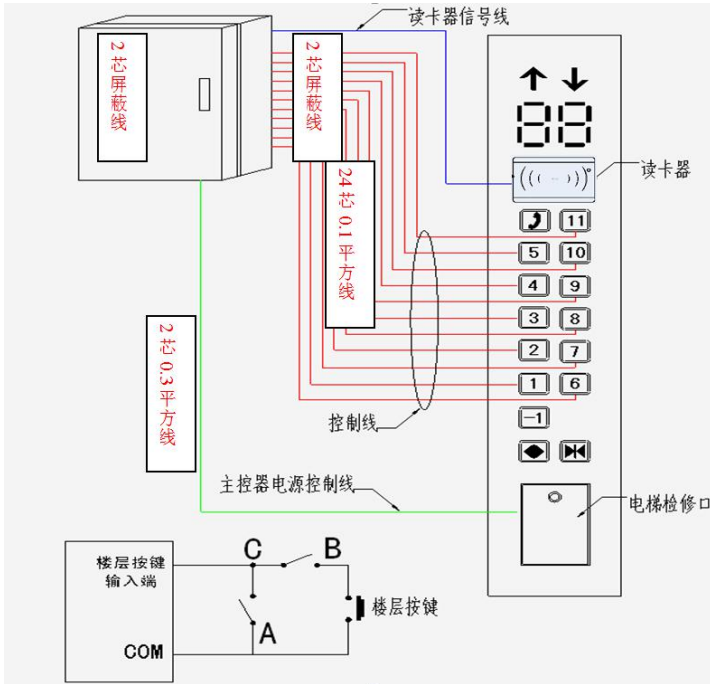 读卡器信号线
2芯屏蔽线
2芯屏蔽线
88
读卡器
24芯0.1平方线
11
5 10
4 9
3 8
2 7
1 6
-1
2芯0.3平方线
控制线
主控器电源控制线
电梯检修口
楼层按键
输入端
COM
C
B
A
楼层按键